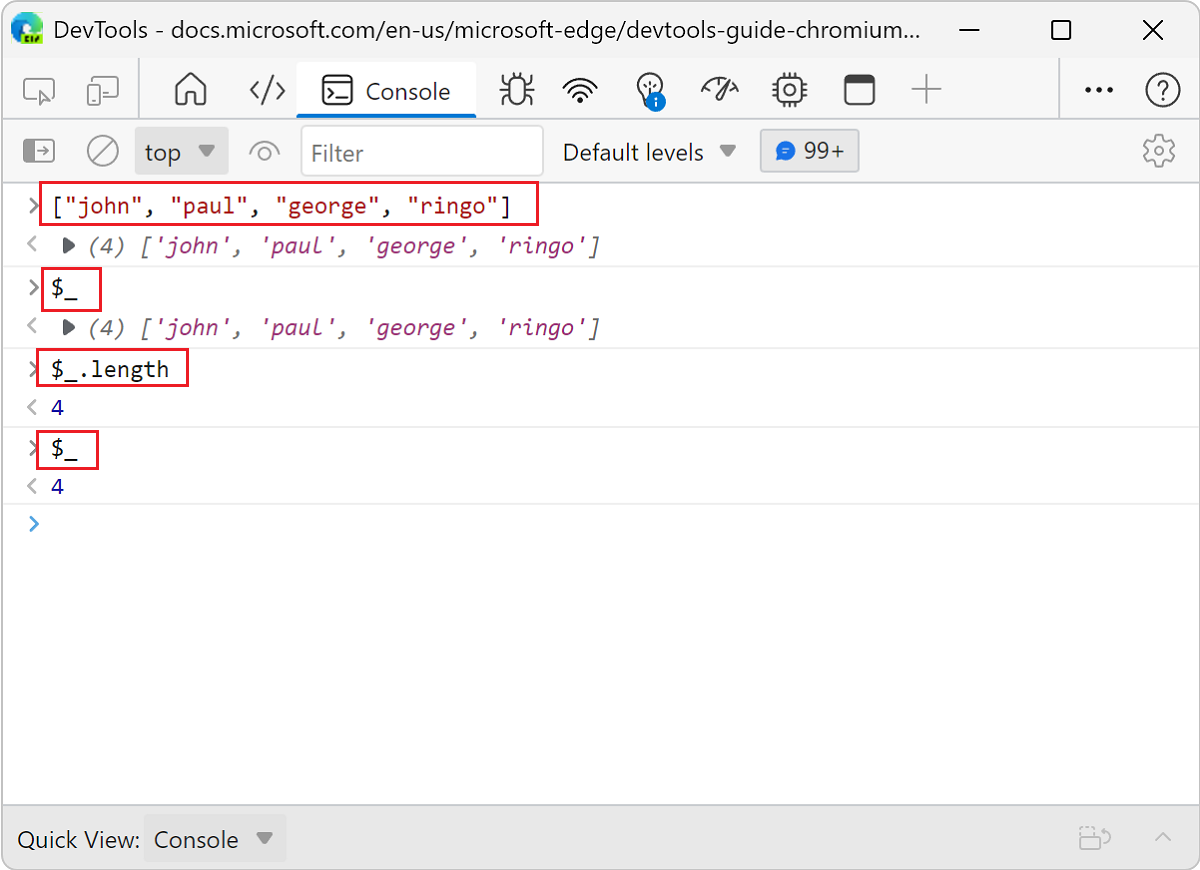 DevTools - docs.microsoft.com/en-us/microsoft-edge/devtools-guide-chromium...
Console
top Filter Default levels 99+
> ["john", "paul", "george", "ringo"]
< ▶ (4) ['john', 'paul', 'george', 'ringo']
> $_
< ▶ (4) ['john', 'paul', 'george', 'ringo']
> $_.length
< 4
> $_
< 4
>
Quick View: Console